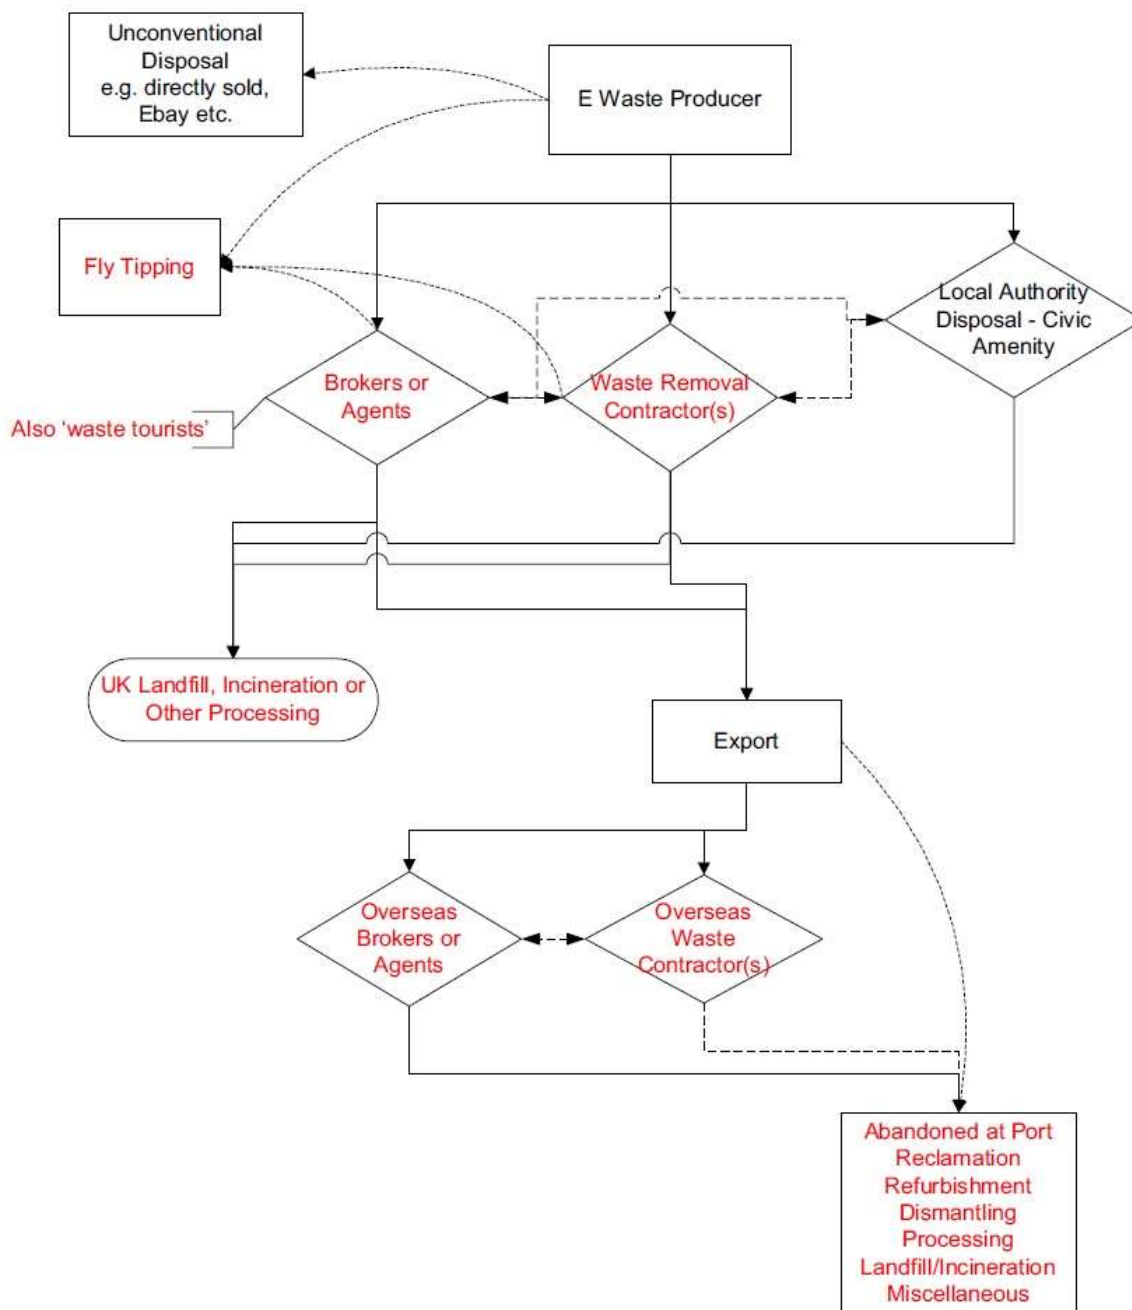 Unconventional
Disposal
e.g. directly sold,
Ebay etc.
E Waste Producer
Fly Tipping
Local Authority
Disposal - Civic
Amenity
Brokers or
Agents
Waste Removal
Contractor(s)
Also ‘waste tourists’
UK Landfill, Incineration or
Other Processing
Export
Overseas
Brokers or
Agents
Overseas
Waste
Contractor(s)
Abandoned at Port
Reclamation
Refurbishment
Dismantling
Processing
Landfill/Incineration
Miscellaneous